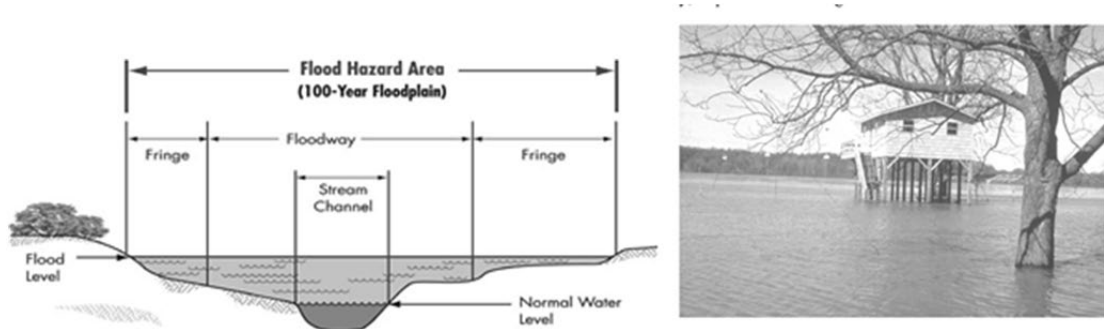 Flood Hazard Area
(100-Year Floodplain)
Floodway
Fringe
Fringe
Stream
Channel
Flood
Level
Normal Water
Level